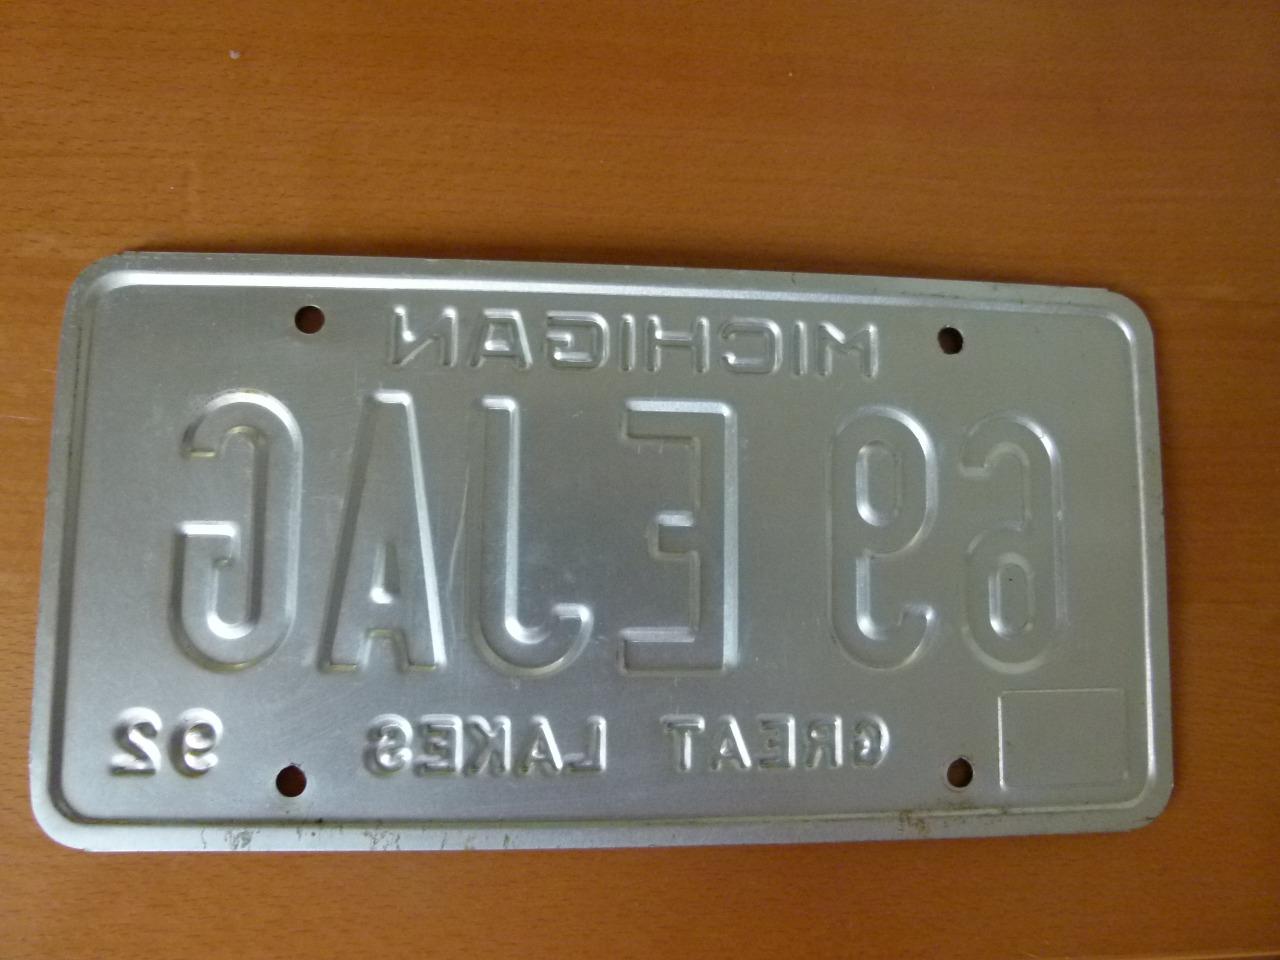 MICHIGAN
69 EJAG
GREAT LAKES 92